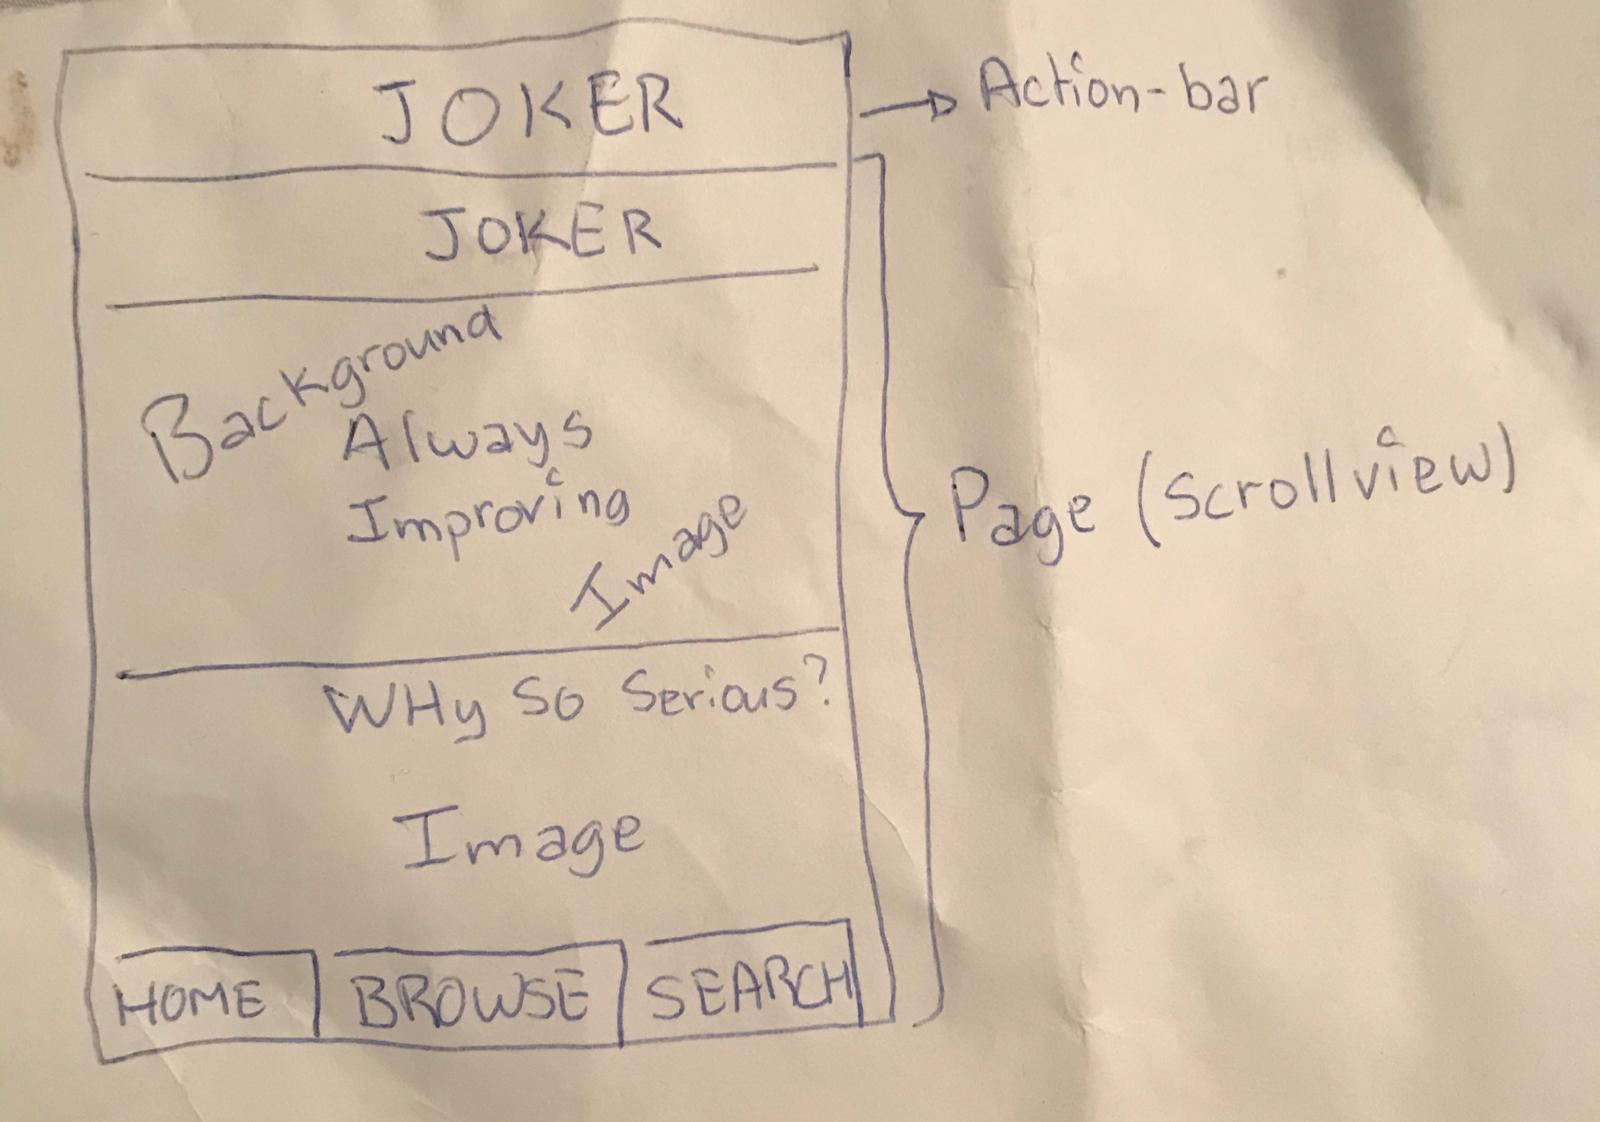 JOKER
Action-bar
JOKER
Background
Always
Improving
Image
Page (Scrollview)
WHy So Serious?
Image
HOME
BROWSE
SEARCH